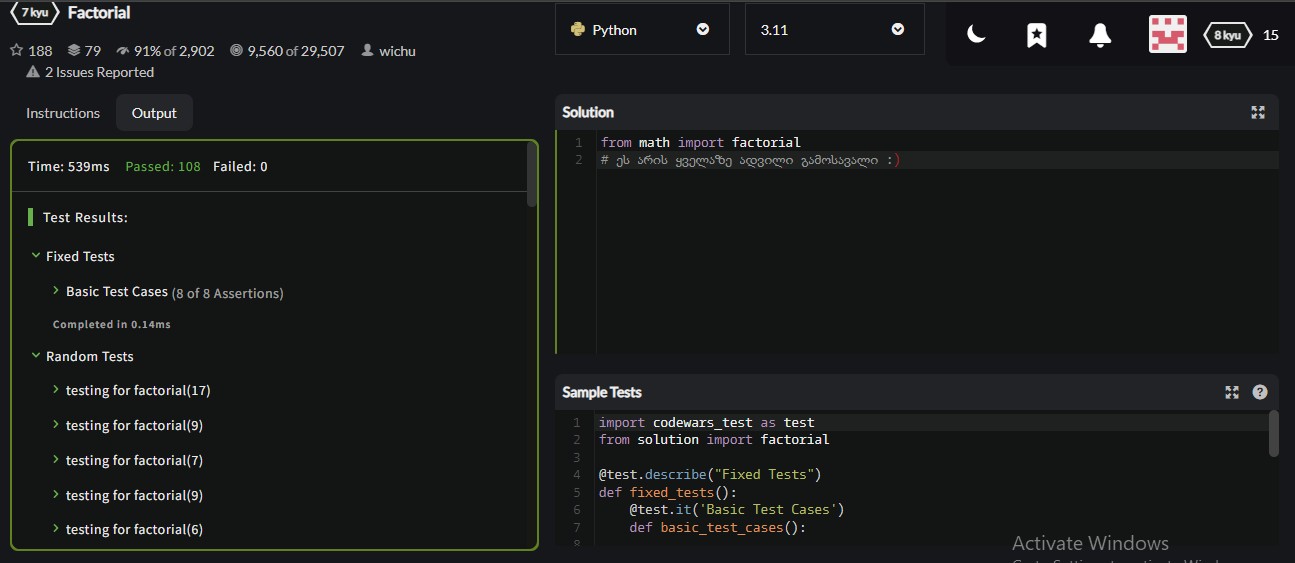 7 kyu Factorial
188 79 91% of 2,902 9,560 of 29,507 wichu
2 Issues Reported
Python
3.11
8 kyu 15
Instructions Output
Time: 539ms Passed: 108 Failed: 0
Test Results:
Fixed Tests
Basic Test Cases (8 of 8 Assertions)
Completed in 0.14ms
Random Tests
testing for factorial(17)
testing for factorial(9)
testing for factorial(7)
testing for factorial(9)
testing for factorial(6)
Solution
1 from math import factorial
2 # ეს არის ყველაზე ადვილი გამოსავალი :)
Sample Tests
1 import codewars_test as test
2 from solution import factorial
3
4 @test.describe("Fixed Tests")
5 def fixed_tests():
6 @test.it('Basic Test Cases')
7 def basic_test_cases():
8
Activate Windows